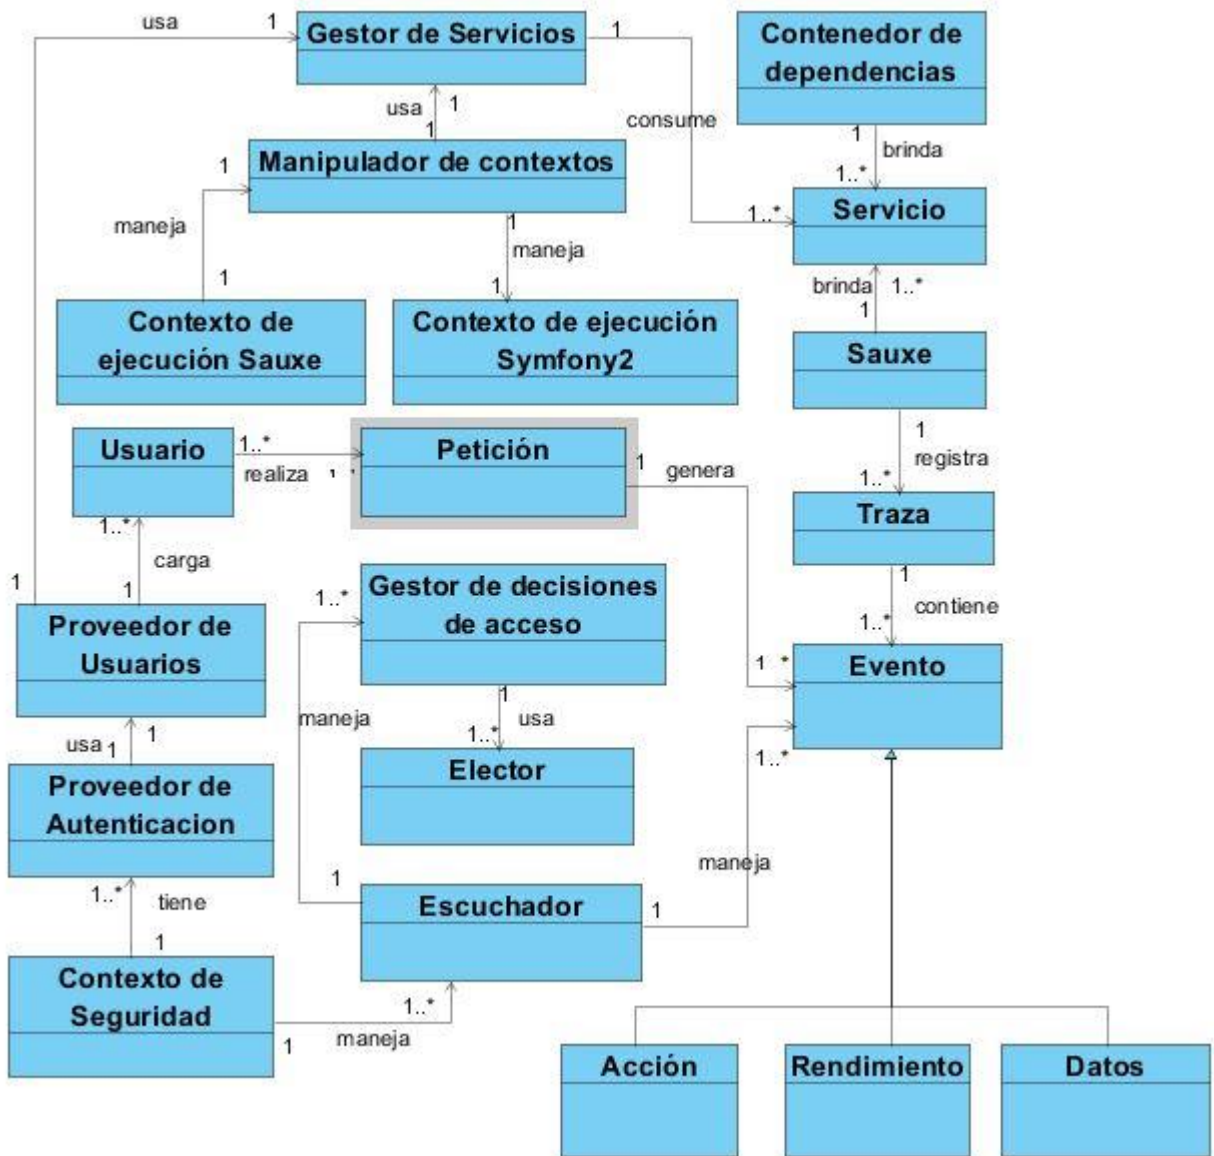 usa
1
Gestor de Servicios
1
Contenedor de
dependencias
usa
1
consume
1
brinda
1
1..*
1
Manipulador de contextos
1..*
Servicio
maneja
1
maneja
1
1
brinda
1..*
1
Contexto de
ejecución Sauxe
Contexto de ejecución
Symfony2
Sauxe
Usuario
1..*
realiza
Petición
1
genera
1
registra
1..*
Traza
1..*
carga
1
1
Gestor de decisiones
de acceso
1..*
1
contiene
1..*
Proveedor de
Usuarios
Evento
1 *
maneja
1
usa
1..*
1..*
usa
1
1
Elector
Proveedor de
Autenticacion
maneja
1..*
tiene
1
1
Escuchador
1
Contexto de
Seguridad
1..*
maneja
1
Acción
Rendimiento
Datos